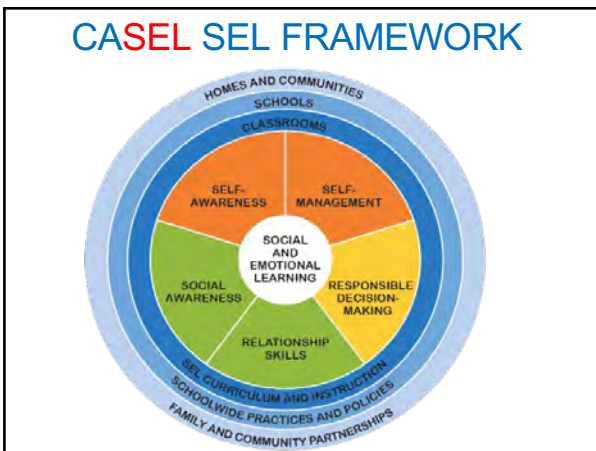 CASEL SEL FRAMEWORK
HOMES AND COMMUNITIES
SCHOOLS
CLASSROOMS
SELF-
AWARENESS
SELF-
MANAGEMENT
SOCIAL
AND
EMOTIONAL
LEARNING
SOCIAL
AWARENESS
RESPONSIBLE
DECISION-
MAKING
RELATIONSHIP
SKILLS
SEL CURRICULUM AND INSTRUCTION
SCHOOLWIDE PRACTICES AND POLICIES
FAMILY AND COMMUNITY PARTNERSHIPS